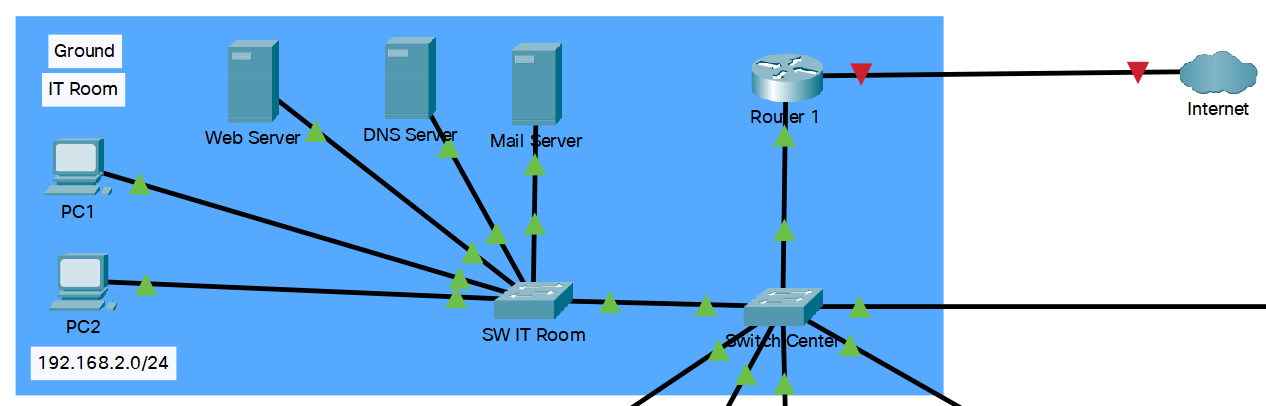 Ground
IT Room
Web Server
DNS Server
Mail Server
Router 1
Internet
PC1
PC2
SW IT Room
Switch Center
192.168.2.0/24